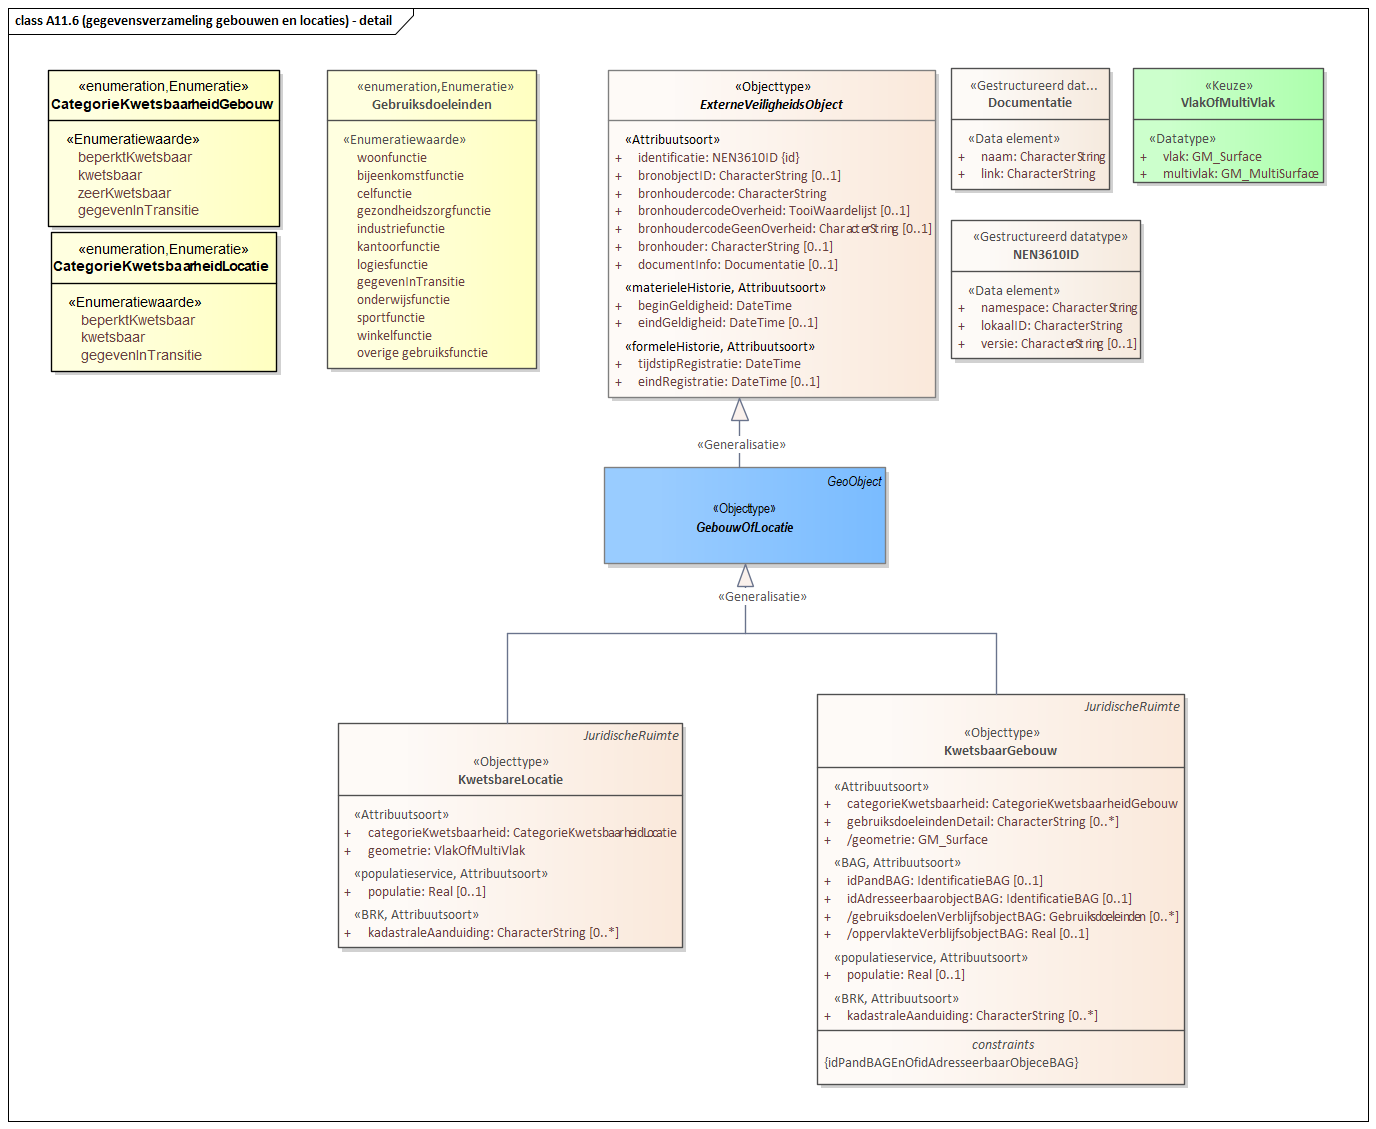 class A11.6 (gegevensverzameling gebouwen en locaties) - detail
«enumeration,Enumeratie»
CategorieKwetsbaarheidGebouw
«Enumeratiewaarde»
beperktKwetsbaar
kwetsbaar
zeerKwetsbaar
gegevenInTransitie
«enumeration,Enumeratie»
CategorieKwetsbaarheidLocatie
«Enumeratiewaarde»
beperktKwetsbaar
kwetsbaar
gegevenInTransitie
«enumeration,Enumeratie»
Gebruiksdoeleinden
«Enumeratiewaarde»
woonfunctie
bijeenkomstfunctie
celfunctie
gezondheidszorgfunctie
industriefunctie
kantoorfunctie
logiesfunctie
gegevenInTransitie
onderwijsfunctie
sportfunctie
winkelfunctie
overige gebruiksfunctie
«Objecttype»
ExterneVeiligheidsObject
«Attribuutsoort»
+ identificatie: NEN3610ID {id}
+ bronobjectID: CharacterString [0..1]
+ bronhoudercode: CharacterString
+ bronhoudercodeOverheid: TooiWaardelijst [0..1]
+ bronhoudercodeGeenOverheid: CharacterString [0..1]
+ bronhouder: CharacterString [0..1]
+ documentInfo: Documentatie [0..1]
«materieleHistorie, Attribuutsoort»
+ beginGeldigheid: DateTime
+ eindGeldigheid: DateTime [0..1]
«formeleHistorie, Attribuutsoort»
+ tijdstipRegistratie: DateTime
+ eindRegistratie: DateTime [0..1]
«Gestructureerd dat...
Documentatie
«Data element»
+ naam: CharacterString
+ link: CharacterString
«Keuze»
VlakOfMultiVlak
«Datatype»
+ vlak: GM_Surface
+ multivlak: GM_MultiSurface
«Gestructureerd datatype»
NEN3610ID
«Data element»
+ namespace: CharacterString
+ lokaalID: CharacterString
+ versie: CharacterString [0..1]
«Generalisatie»
GeoObject
«Objecttype»
GebouwOfLocatie
«Generalisatie»
JuridischeRuimte
«Objecttype»
KwetsbareLocatie
«Attribuutsoort»
+ categorieKwetsbaarheid: CategorieKwetsbaarheidLocatie
+ geometrie: VlakOfMultiVlak
«populatieservice, Attribuutsoort»
+ populatie: Real [0..1]
«BRK, Attribuutsoort»
+ kadastraleAanduiding: CharacterString [0..*]
JuridischeRuimte
«Objecttype»
KwetsbaarGebouw
«Attribuutsoort»
+ categorieKwetsbaarheid: CategorieKwetsbaarheidGebouw
+ gebruiksdoeleindenDetail: CharacterString [0..*]
+ /geometrie: GM_Surface
«BAG, Attribuutsoort»
+ idPandBAG: IdentificatieBAG [0..1]
+ idAdresseerbaarobjectBAG: IdentificatieBAG [0..1]
+ /gebruiksdoelenVerblijfsobjectBAG: Gebruiksdoeleinden [0..*]
+ /oppervlakteVerblijfsobjectBAG: Real [0..1]
«populatieservice, Attribuutsoort»
+ populatie: Real [0..1]
«BRK, Attribuutsoort»
+ kadastraleAanduiding: CharacterString [0..*]
constraints
{idPandBAGEnOfidAdresseerbaarObjeceBAG}